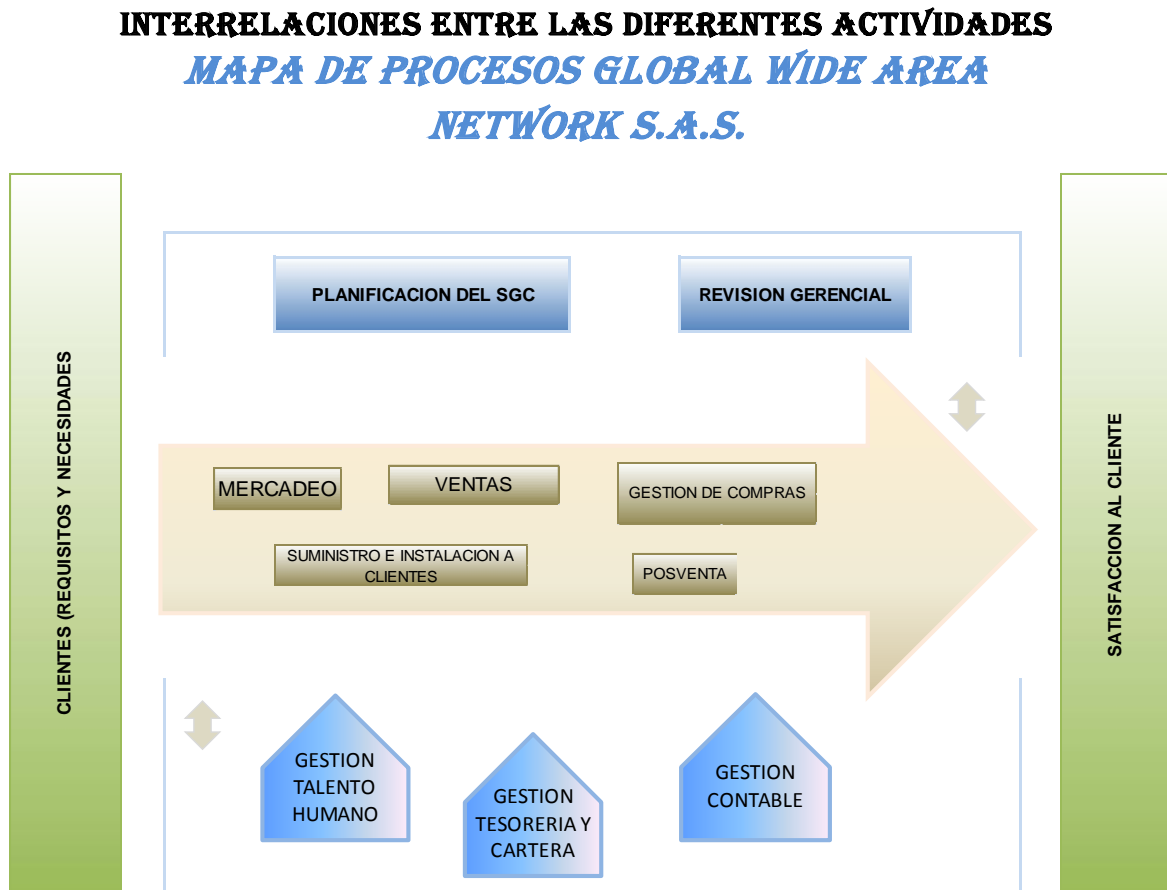 INTERRELACIONES ENTRE LAS DIFERENTES ACTIVIDADES
MAPA DE PROCESOS GLOBAL WIDE AREA
NETWORK S.A.S.
CLIENTES (REQUISITOS Y NECESIDADES
PLANIFICACION DEL SGC
REVISION GERENCIAL
MERCADEO
VENTAS
GESTION DE COMPRAS
SUMINISTRO E INSTALACION A
CLIENTES
POSVENTA
GESTION
TALENTO
HUMANO
GESTION
TESORERIA Y
CARTERA
GESTION
CONTABLE
SATISFACCION AL CLIENTE